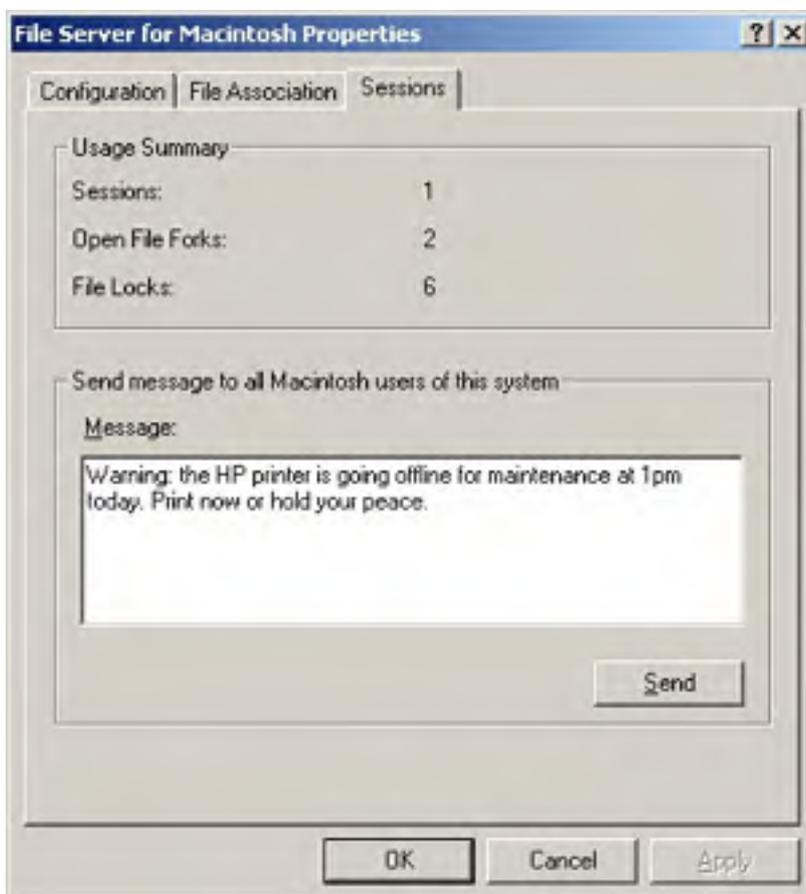 File Server for Macintosh Properties
Configuration
File Association
Sessions
Usage Summary
Sessions: 1
Open File Forks: 2
File Locks: 6
Send message to all Macintosh users of this system
Message:
Warning: the HP printer is going offline for maintenance at 1pm
today. Print now or hold your peace.
Send
OK
Cancel
Apply